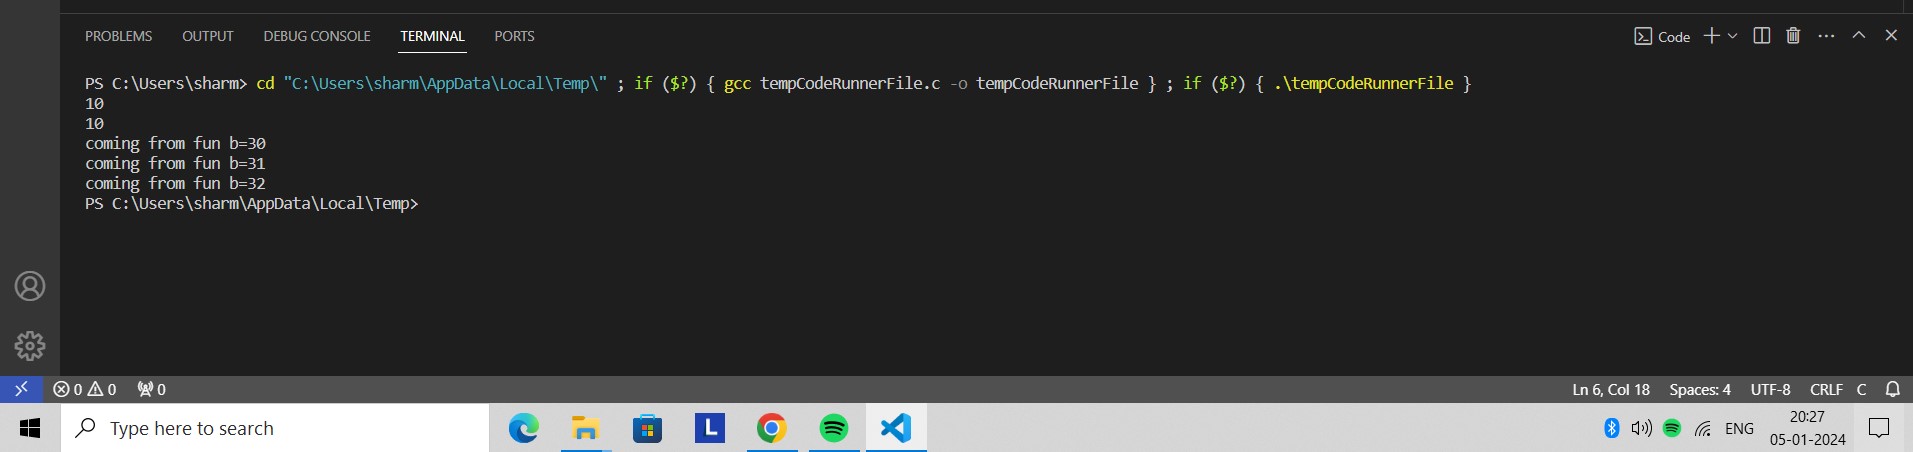 PROBLEMS OUTPUT DEBUG CONSOLE TERMINAL PORTS Code
PS C:\Users\sharm> cd "C:\Users\sharm\AppData\Local\Temp\" ; if ($?) { gcc tempCodeRunnerFile.c -o tempCodeRunnerFile } ; if ($?) { .\tempCodeRunnerFile }
10
10
coming from fun b=30
coming from fun b=31
coming from fun b=32
PS C:\Users\sharm\AppData\Local\Temp>
0 0 0 Ln 6, Col 18 Spaces: 4 UTF-8 CRLF C
Type here to search L ENG 20:27
05-01-2024